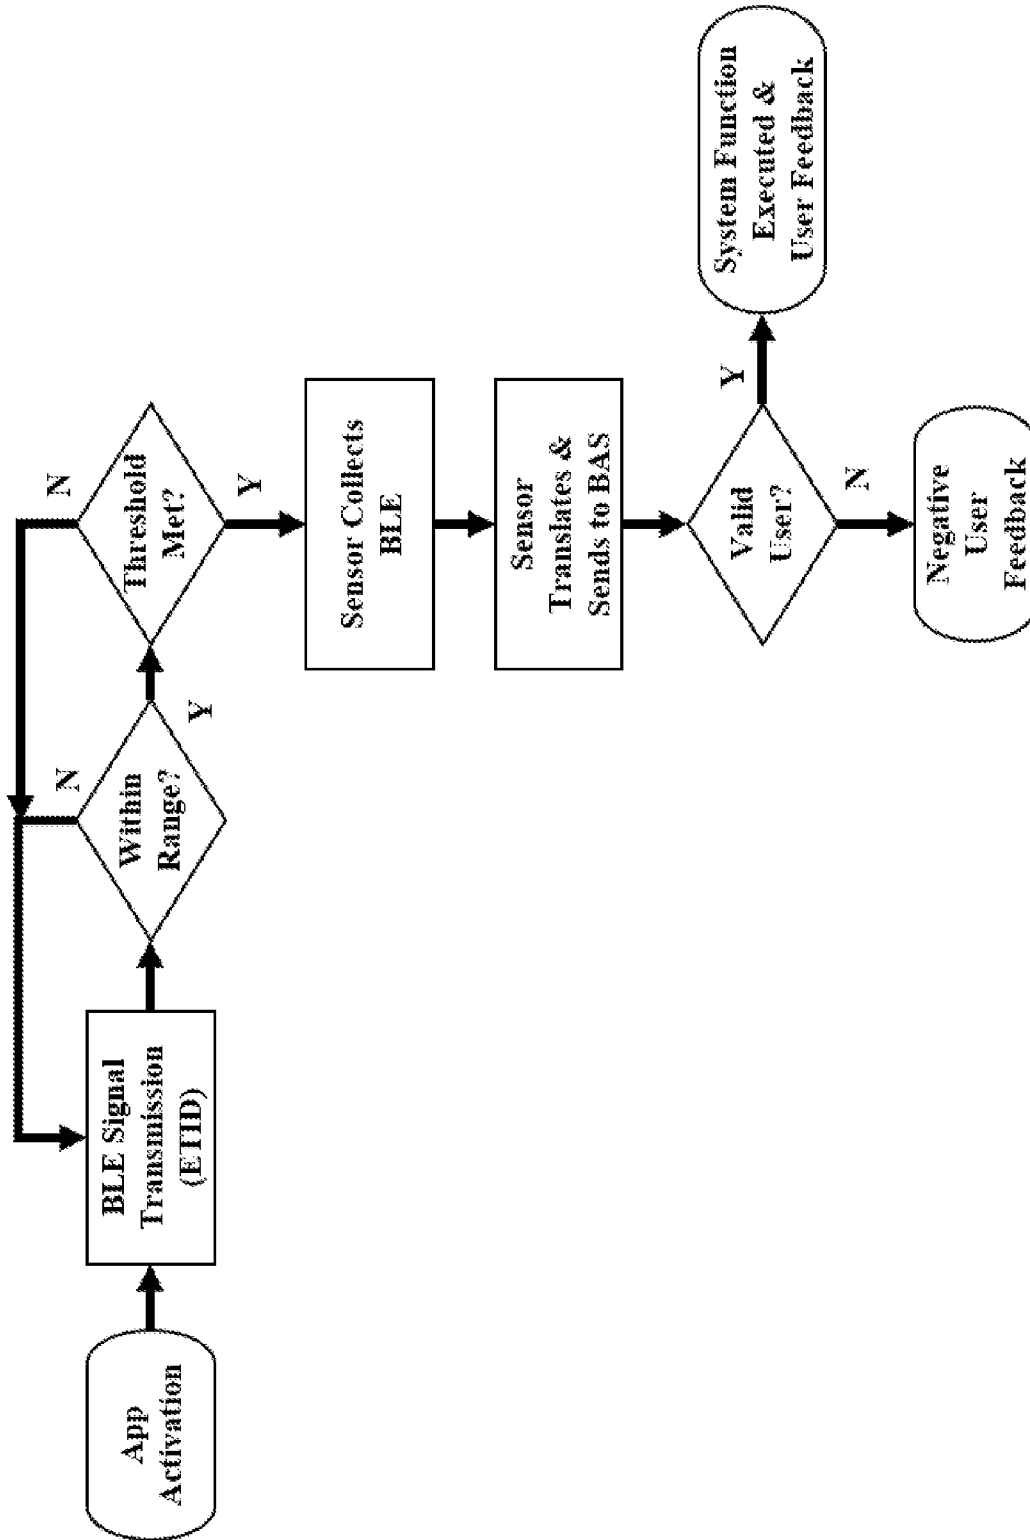 App
Activation
BLE Signal
Transmission
(ETID)
Within
Range?
N
Y
Threshold
Met?
N
Y
Sensor Collects
BLE
Sensor
Translates &
Sends to BAS
Valid
User?
Y
N
System Function
Executed &
User Feedback
Negative
User
Feedback